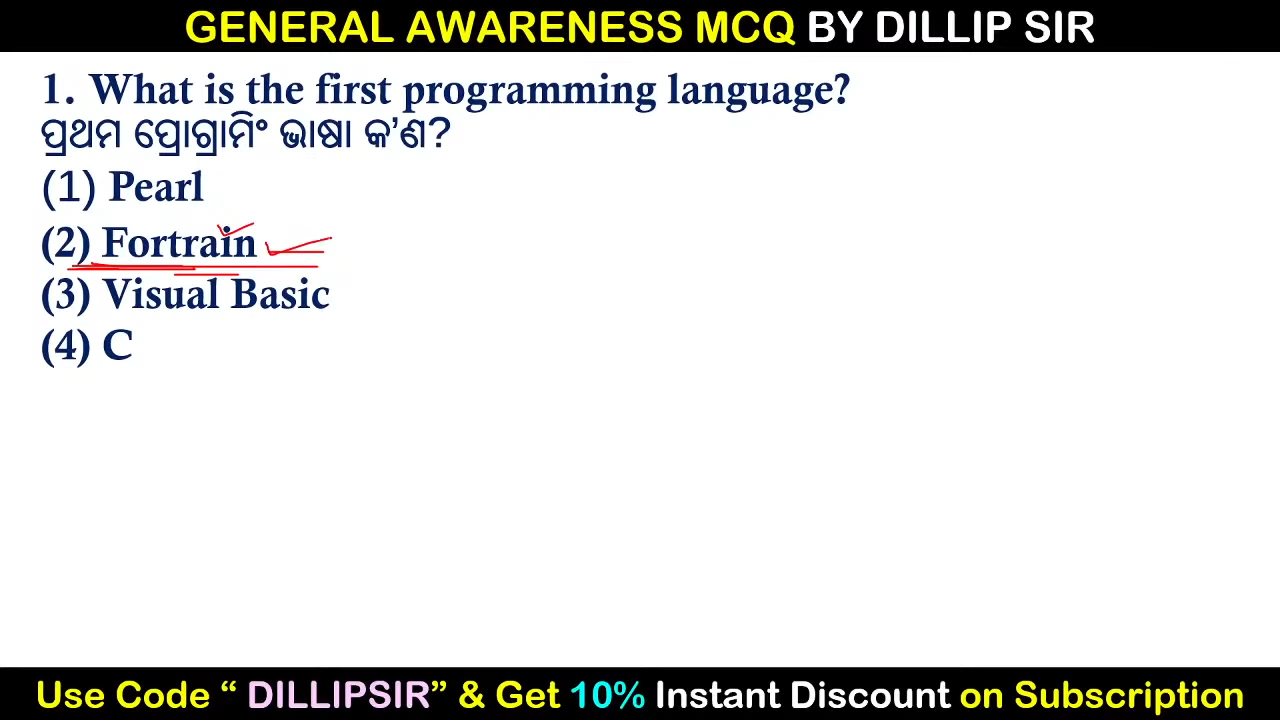 GENERAL AWARENESS MCQ BY DILLIP SIR
1. What is the first programming language?
ପ୍ରଥମ ପ୍ରୋଗ୍ରାମିଂ ଭାଷା କ'ଣ?
(1) Pearl
(2) Fortrain
(3) Visual Basic
(4) C
Use Code “ DILLIPSIR” & Get 10% Instant Discount on Subscription